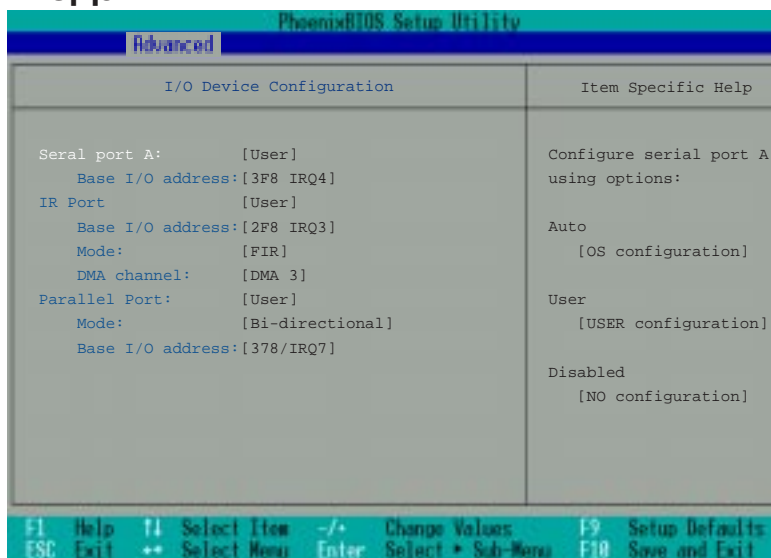 PhoenixBIOS Setup Utility
Advanced
I/O Device Configuration
Item Specific Help
Seral port A: [User]
Base I/O address:[3F8 IRQ4]
IR Port [User]
Base I/O address:[2F8 IRQ3]
Mode: [FIR]
DMA channel: [DMA 3]
Parallel Port: [User]
Mode: [Bi-directional]
Base I/O address:[378/IRQ7]
Configure serial port A
using options:
Auto
[OS configuration]
User
[USER configuration]
Disabled
[NO configuration]
F1 Help ↑↓ Select Item -/+ Change Values F9 Setup Defaults
ESC Exit ↔ Select Menu Enter Select ▸ Sub-Menu F10 Save and Exit